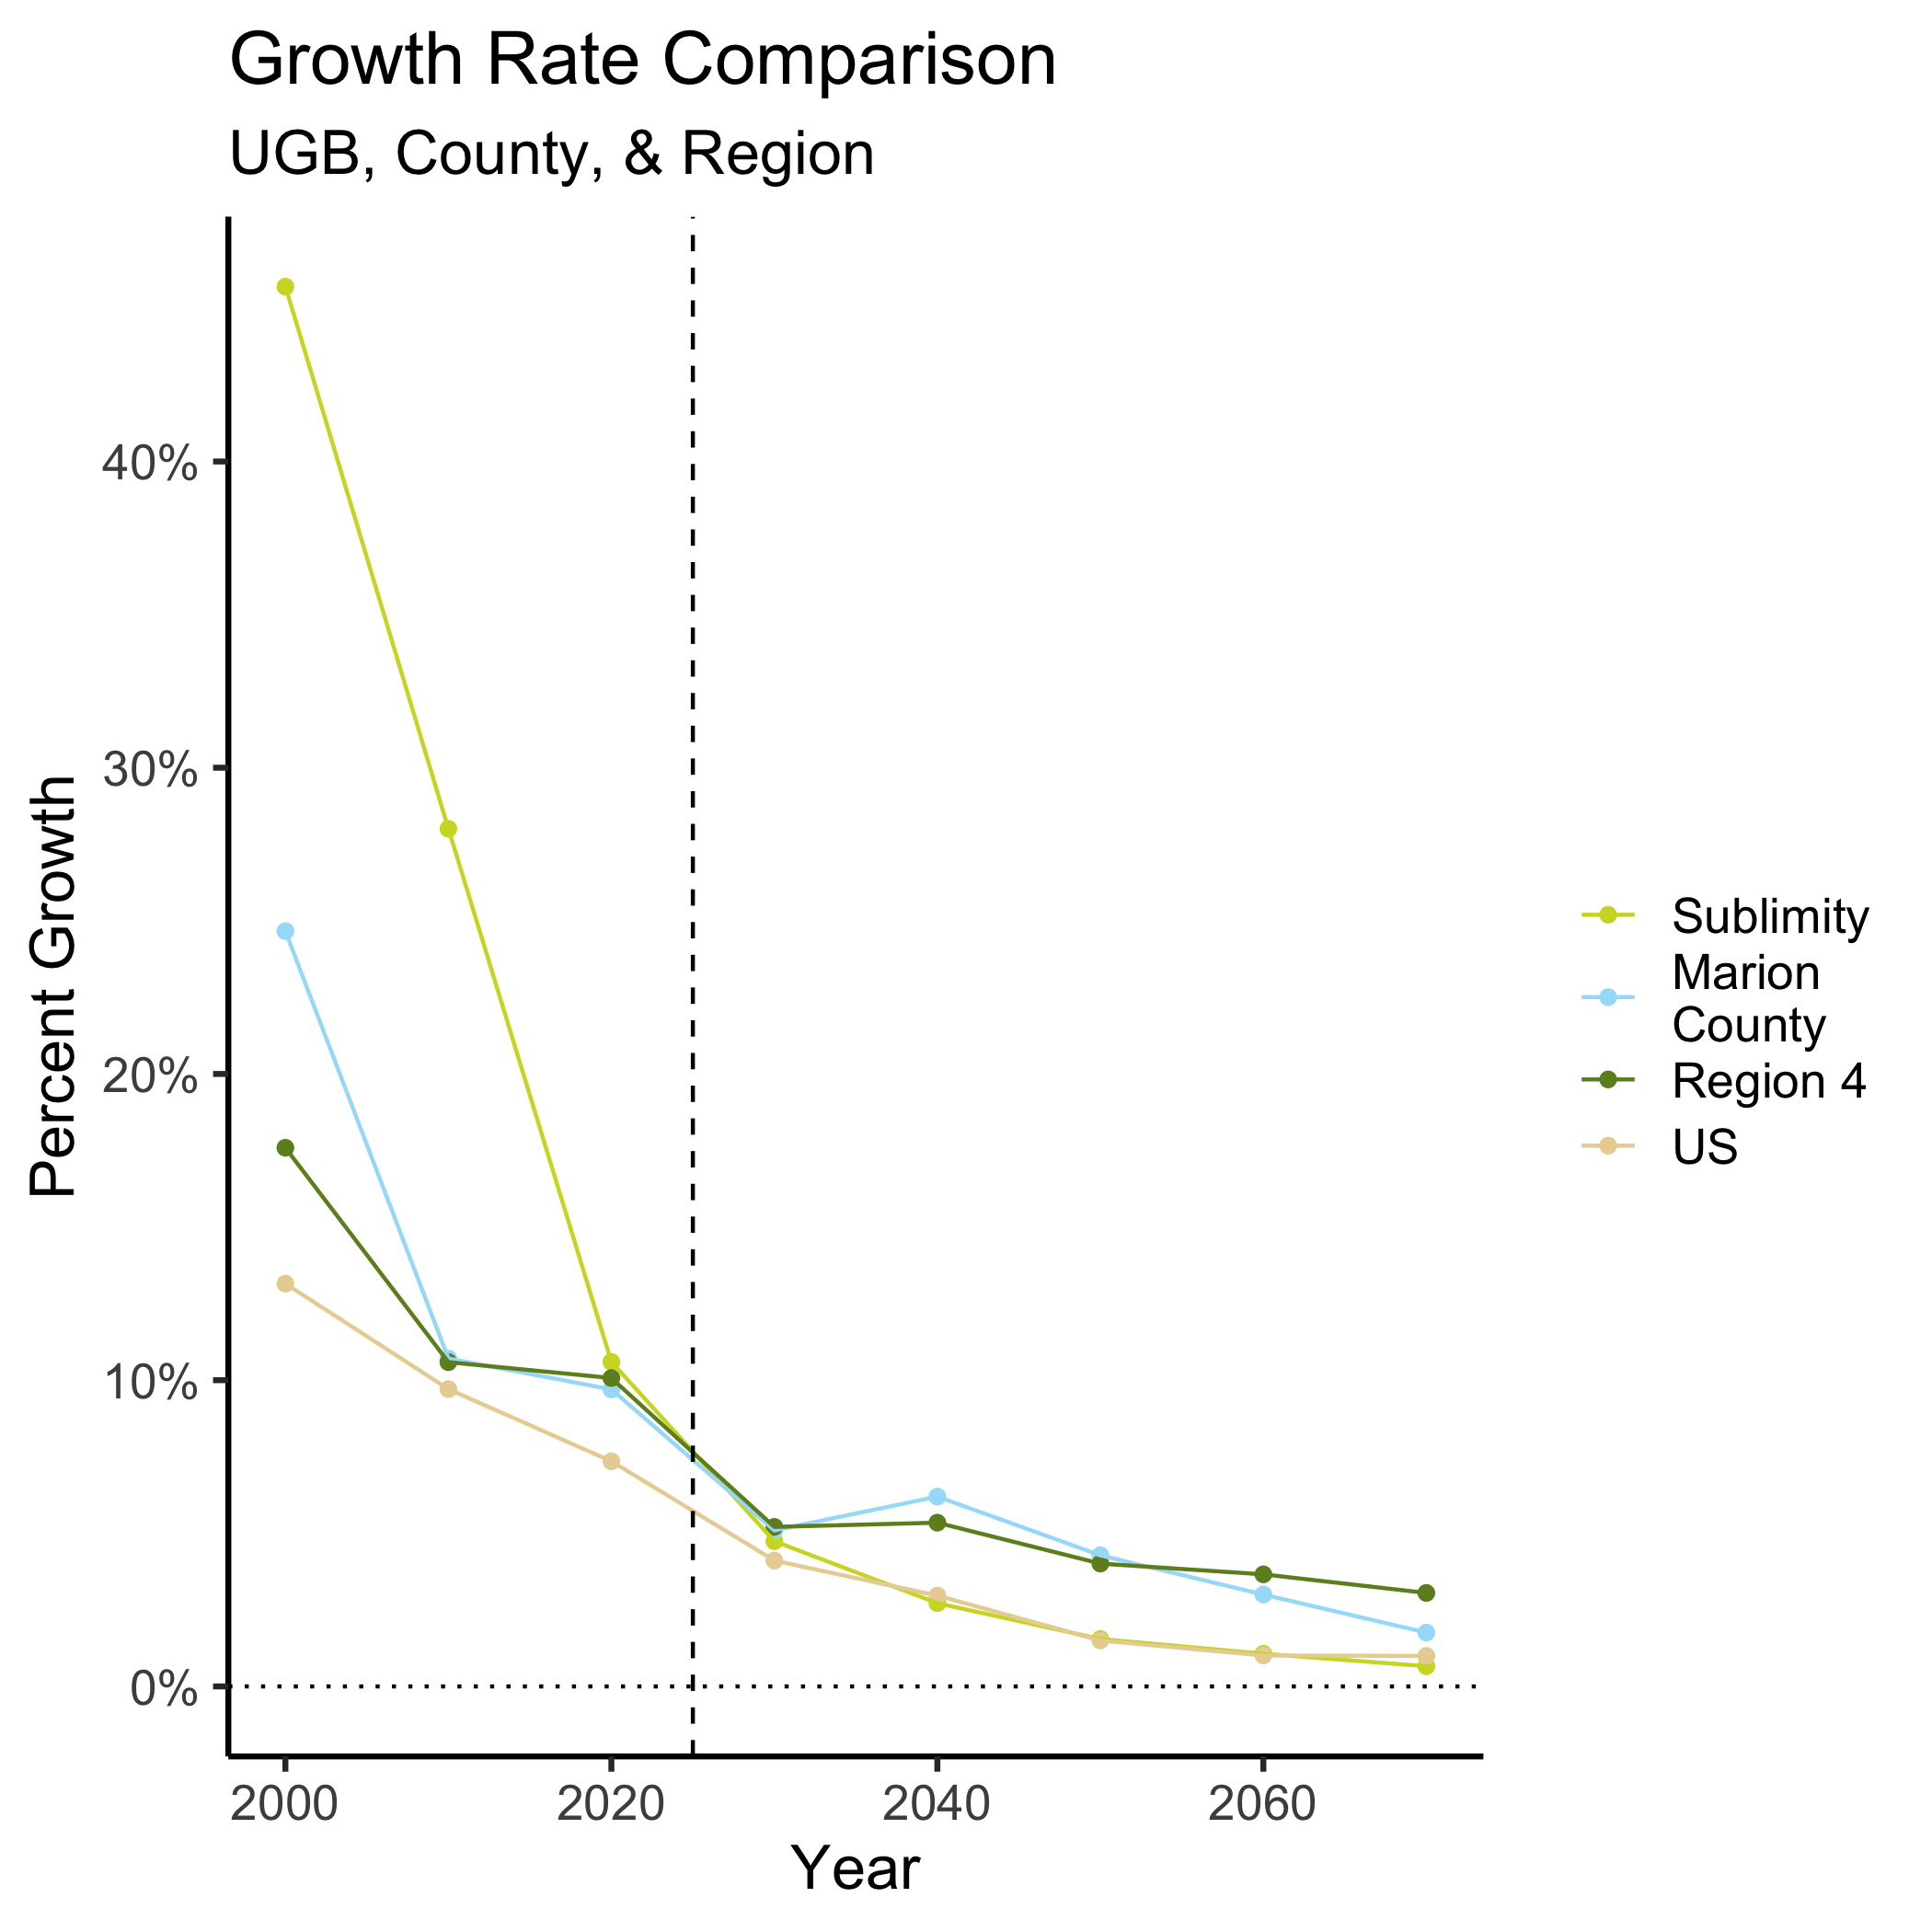 Growth Rate Comparison
UGB, County, & Region
Percent Growth
40%
30%
20%
10%
0%
2000
2020
2040
2060
Year
Sublimity
Marion
County
Region 4
US